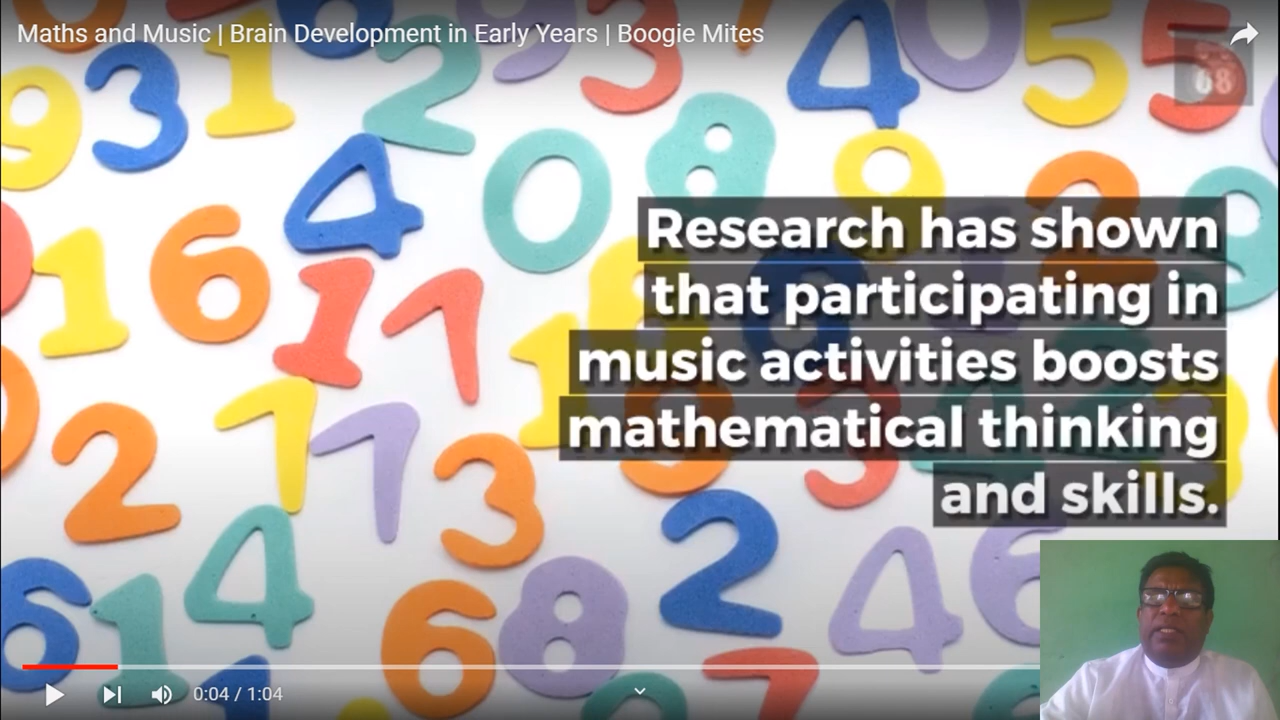 Maths and Music | Brain Development in Early Years | Boogie Mites
Research has shown
that participating in
music activities boosts
mathematical thinking
and skills.
0:04 / 1:04